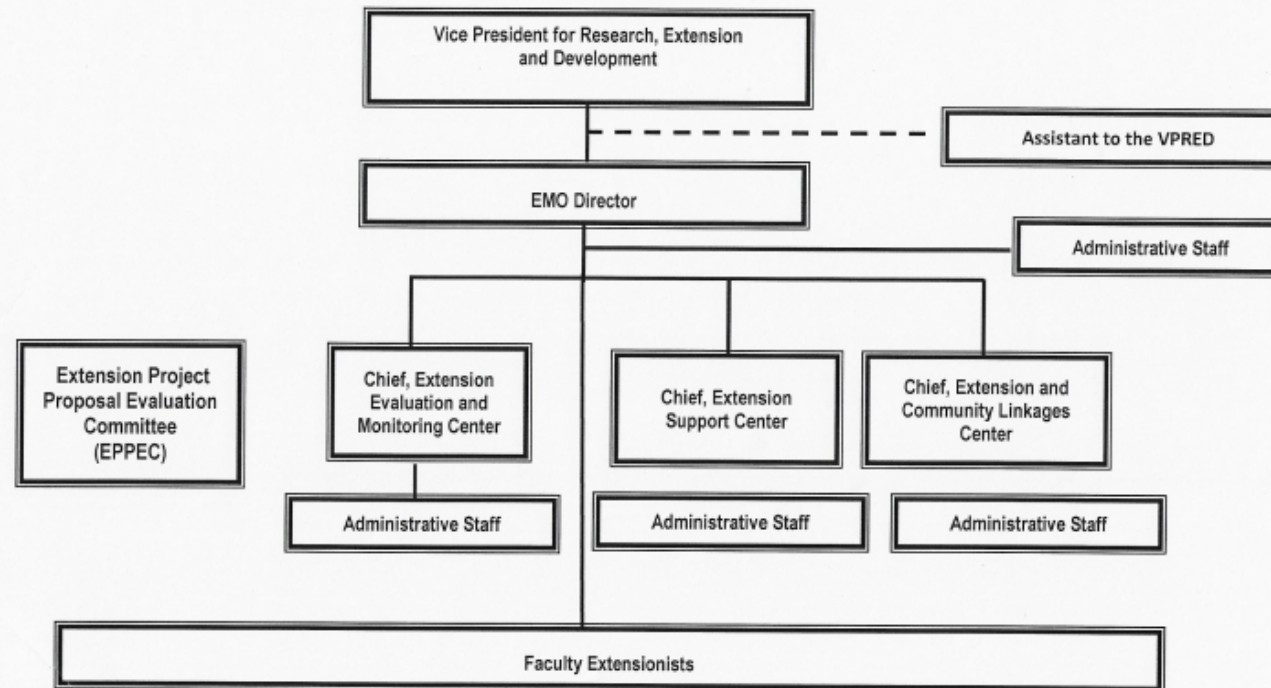 Vice President for Research, Extension
and Development
Assistant to the VPRED
EMO Director
Administrative Staff
Extension Project
Proposal Evaluation
Committee
(EPPEC)
Chief, Extension
Evaluation and
Monitoring Center
Chief, Extension
Support Center
Chief, Extension and
Community Linkages
Center
Administrative Staff
Administrative Staff
Administrative Staff
Faculty Extensionists